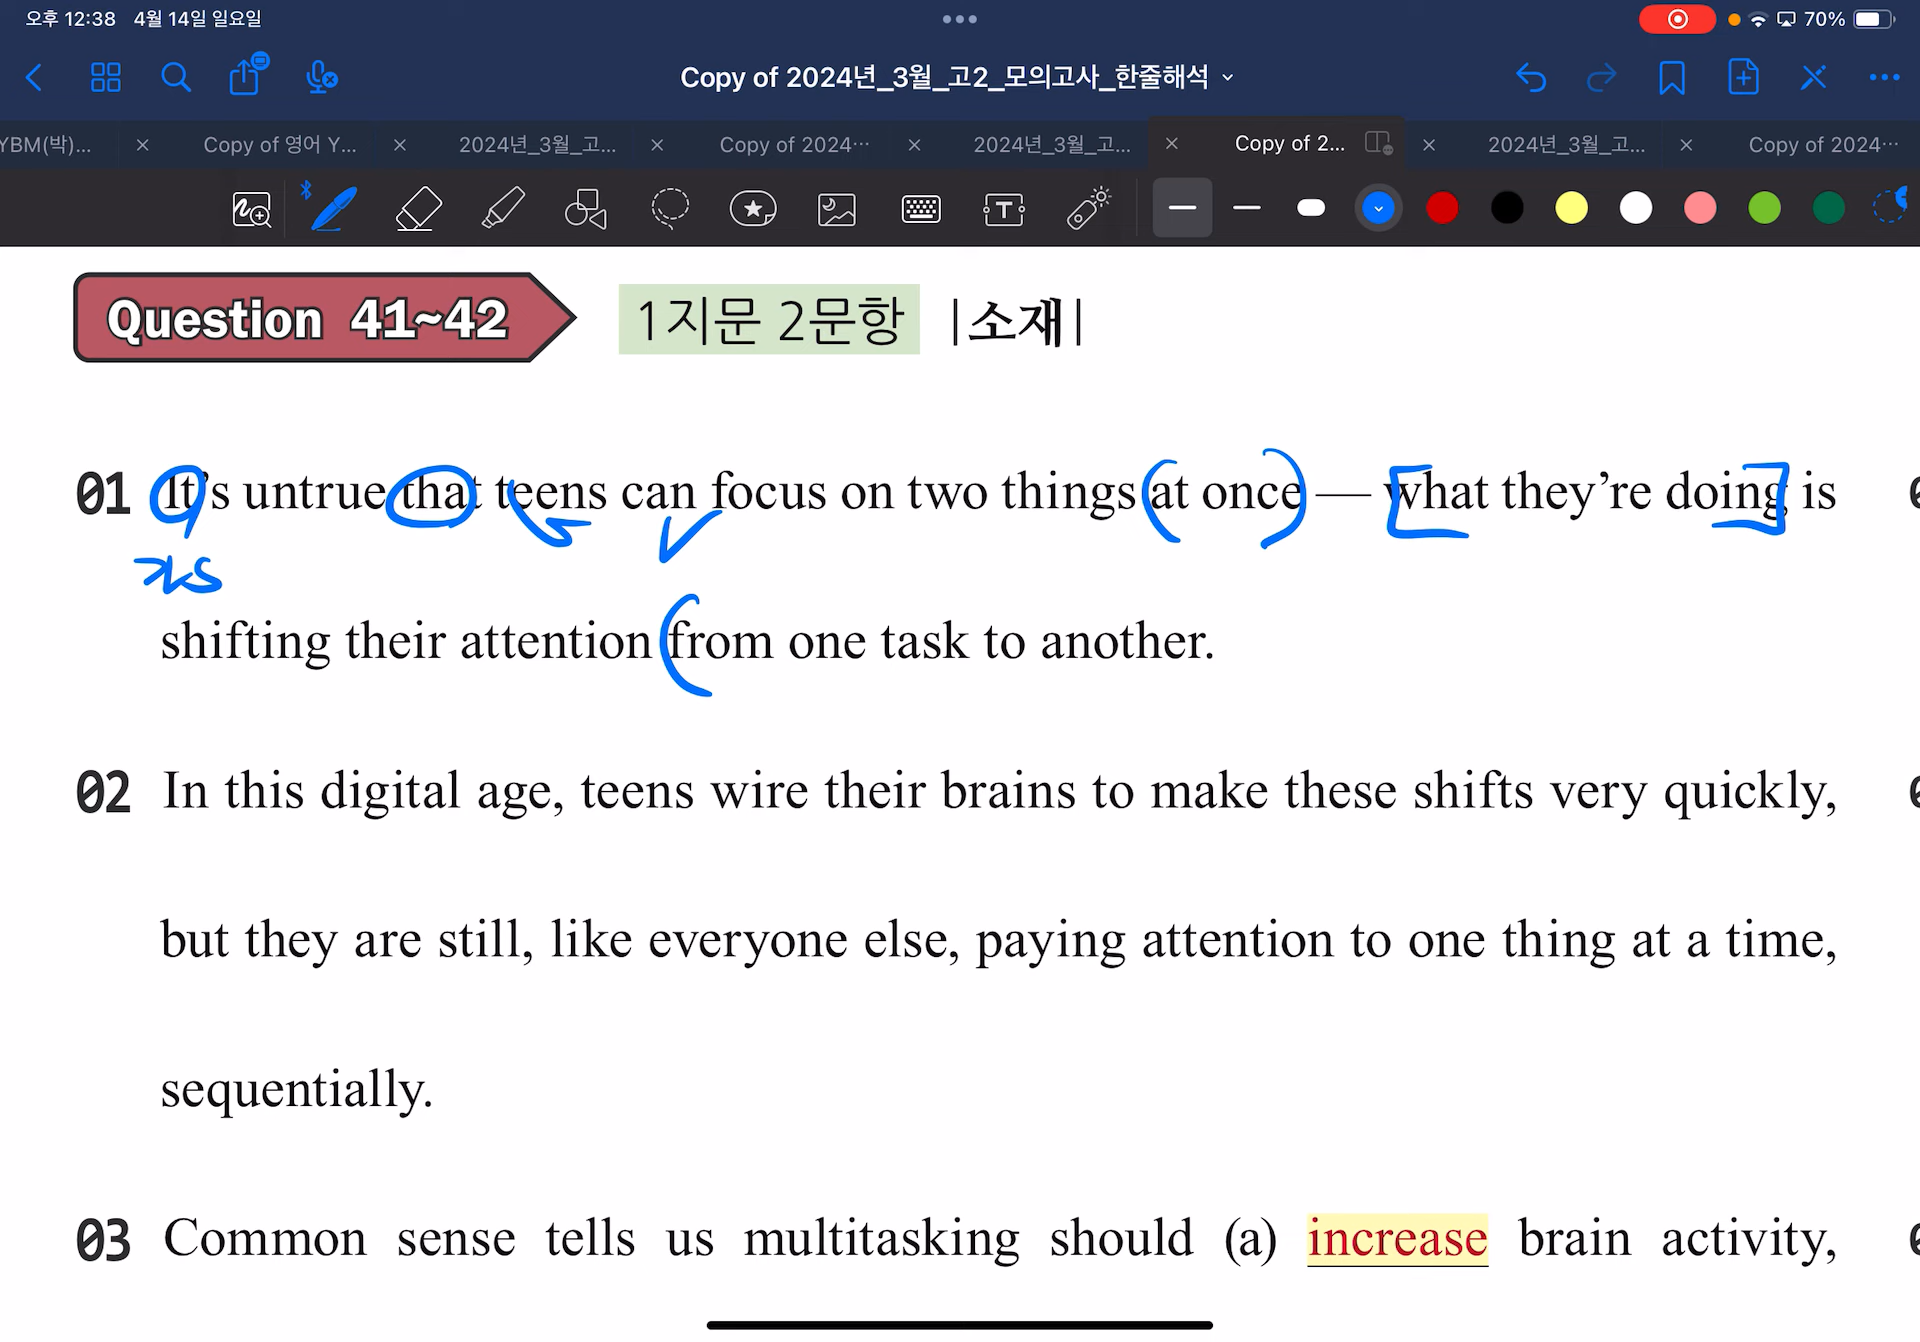 오후 12:38 4월 14일 일요일
70%
Copy of 2024년_3월_고2_모의고사_한줄해석
YBM(박)... Copy of 영어 Y... 2024년_3월_고... Copy of 2024··· 2024년_3월_고... Copy of 2... 2024년_3월_고... Copy of 2024···
Question 41~42 1지문 2문항 |소재|
01 It's untrue that teens can focus on two things at once — what they're doing is
shifting their attention from one task to another.
02 In this digital age, teens wire their brains to make these shifts very quickly,
but they are still, like everyone else, paying attention to one thing at a time,
sequentially.
03 Common sense tells us multitasking should (a) increase brain activity,